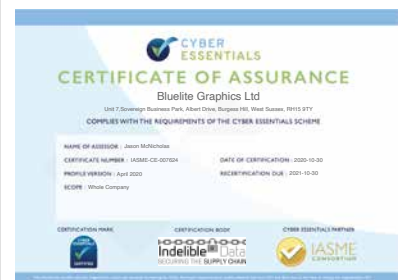 CYBER
ESSENTIALS
CERTIFICATE OF ASSURANCE
Bluelite Graphics Ltd
Unit 7,Sovereign Business Park, Albert Drive, Burgess Hill, West Sussex, RH15 9TY
COMPLIES WITH THE REQUIREMENTS OF THE CYBER ESSENTIALS SCHEME
NAME OF ASSESSOR : Jason McNicholas
CERTIFICATE NUMBER : IASME-CE-007824 DATE OF CERTIFICATION : 2020-10-30
PROFILE VERSION : April 2020 RECERTIFICATION DUE : 2021-10-30
SCOPE : Whole Company
CERTIFICATION MARK CERTIFICATION BODY CYBER ESSENTIALS PARTNER
CYBER
ESSENTIALS
CERTIFIED
Indelible Data
SECURING THE SUPPLY CHAIN
IASME
CONSORTIUM